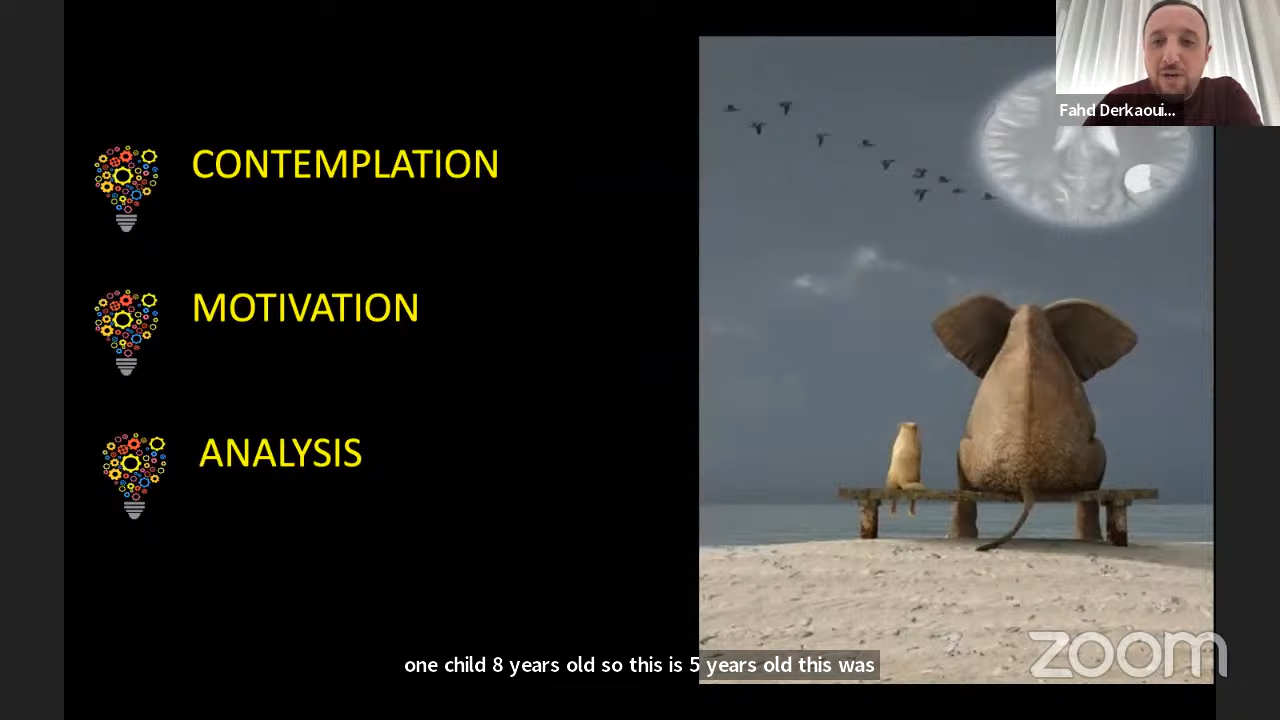 Fahd Derkaoui...
CONTEMPLATION
MOTIVATION
ANALYSIS
one child 8 years old so this is 5 years old this was
zoom